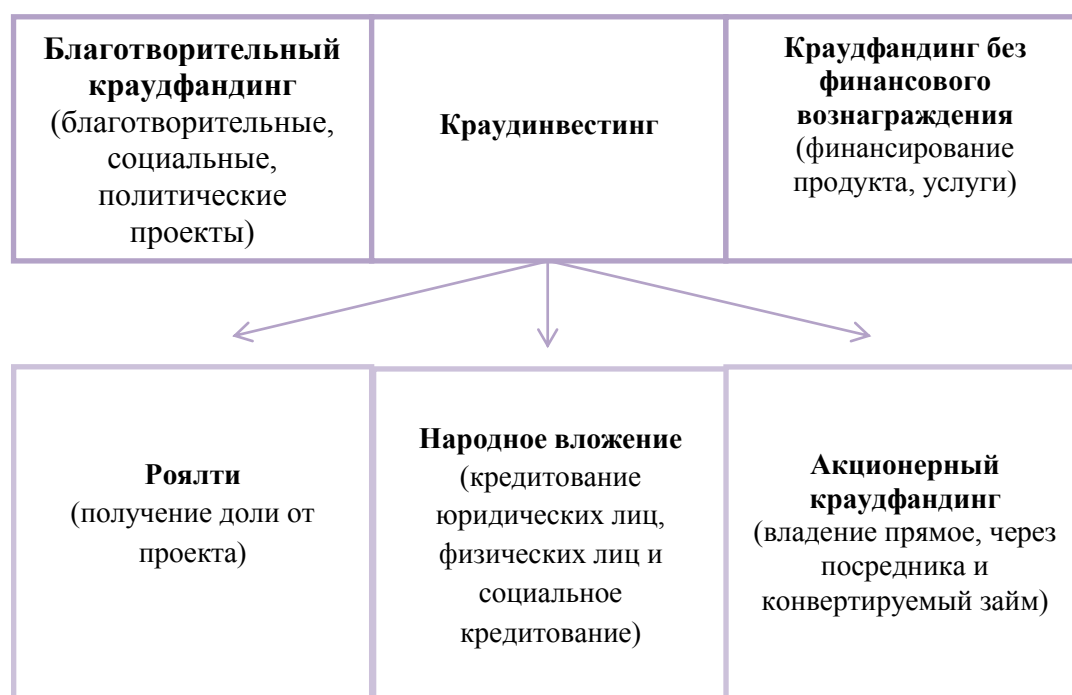 Благотворительный
краудфандинг
(благотворительные,
социальные,
политические
проекты)
Краудинвестинг
Краудфандинг без
финансового
вознаграждения
(финансирование
продукта, услуги)
Роялти
(получение доли от
проекта)
Народное вложение
(кредитование
юридических лиц,
физических лиц и
социальное
кредитование)
Акционерный
краудфандинг
(владение прямое, через
посредника и
конвертируемый займ)